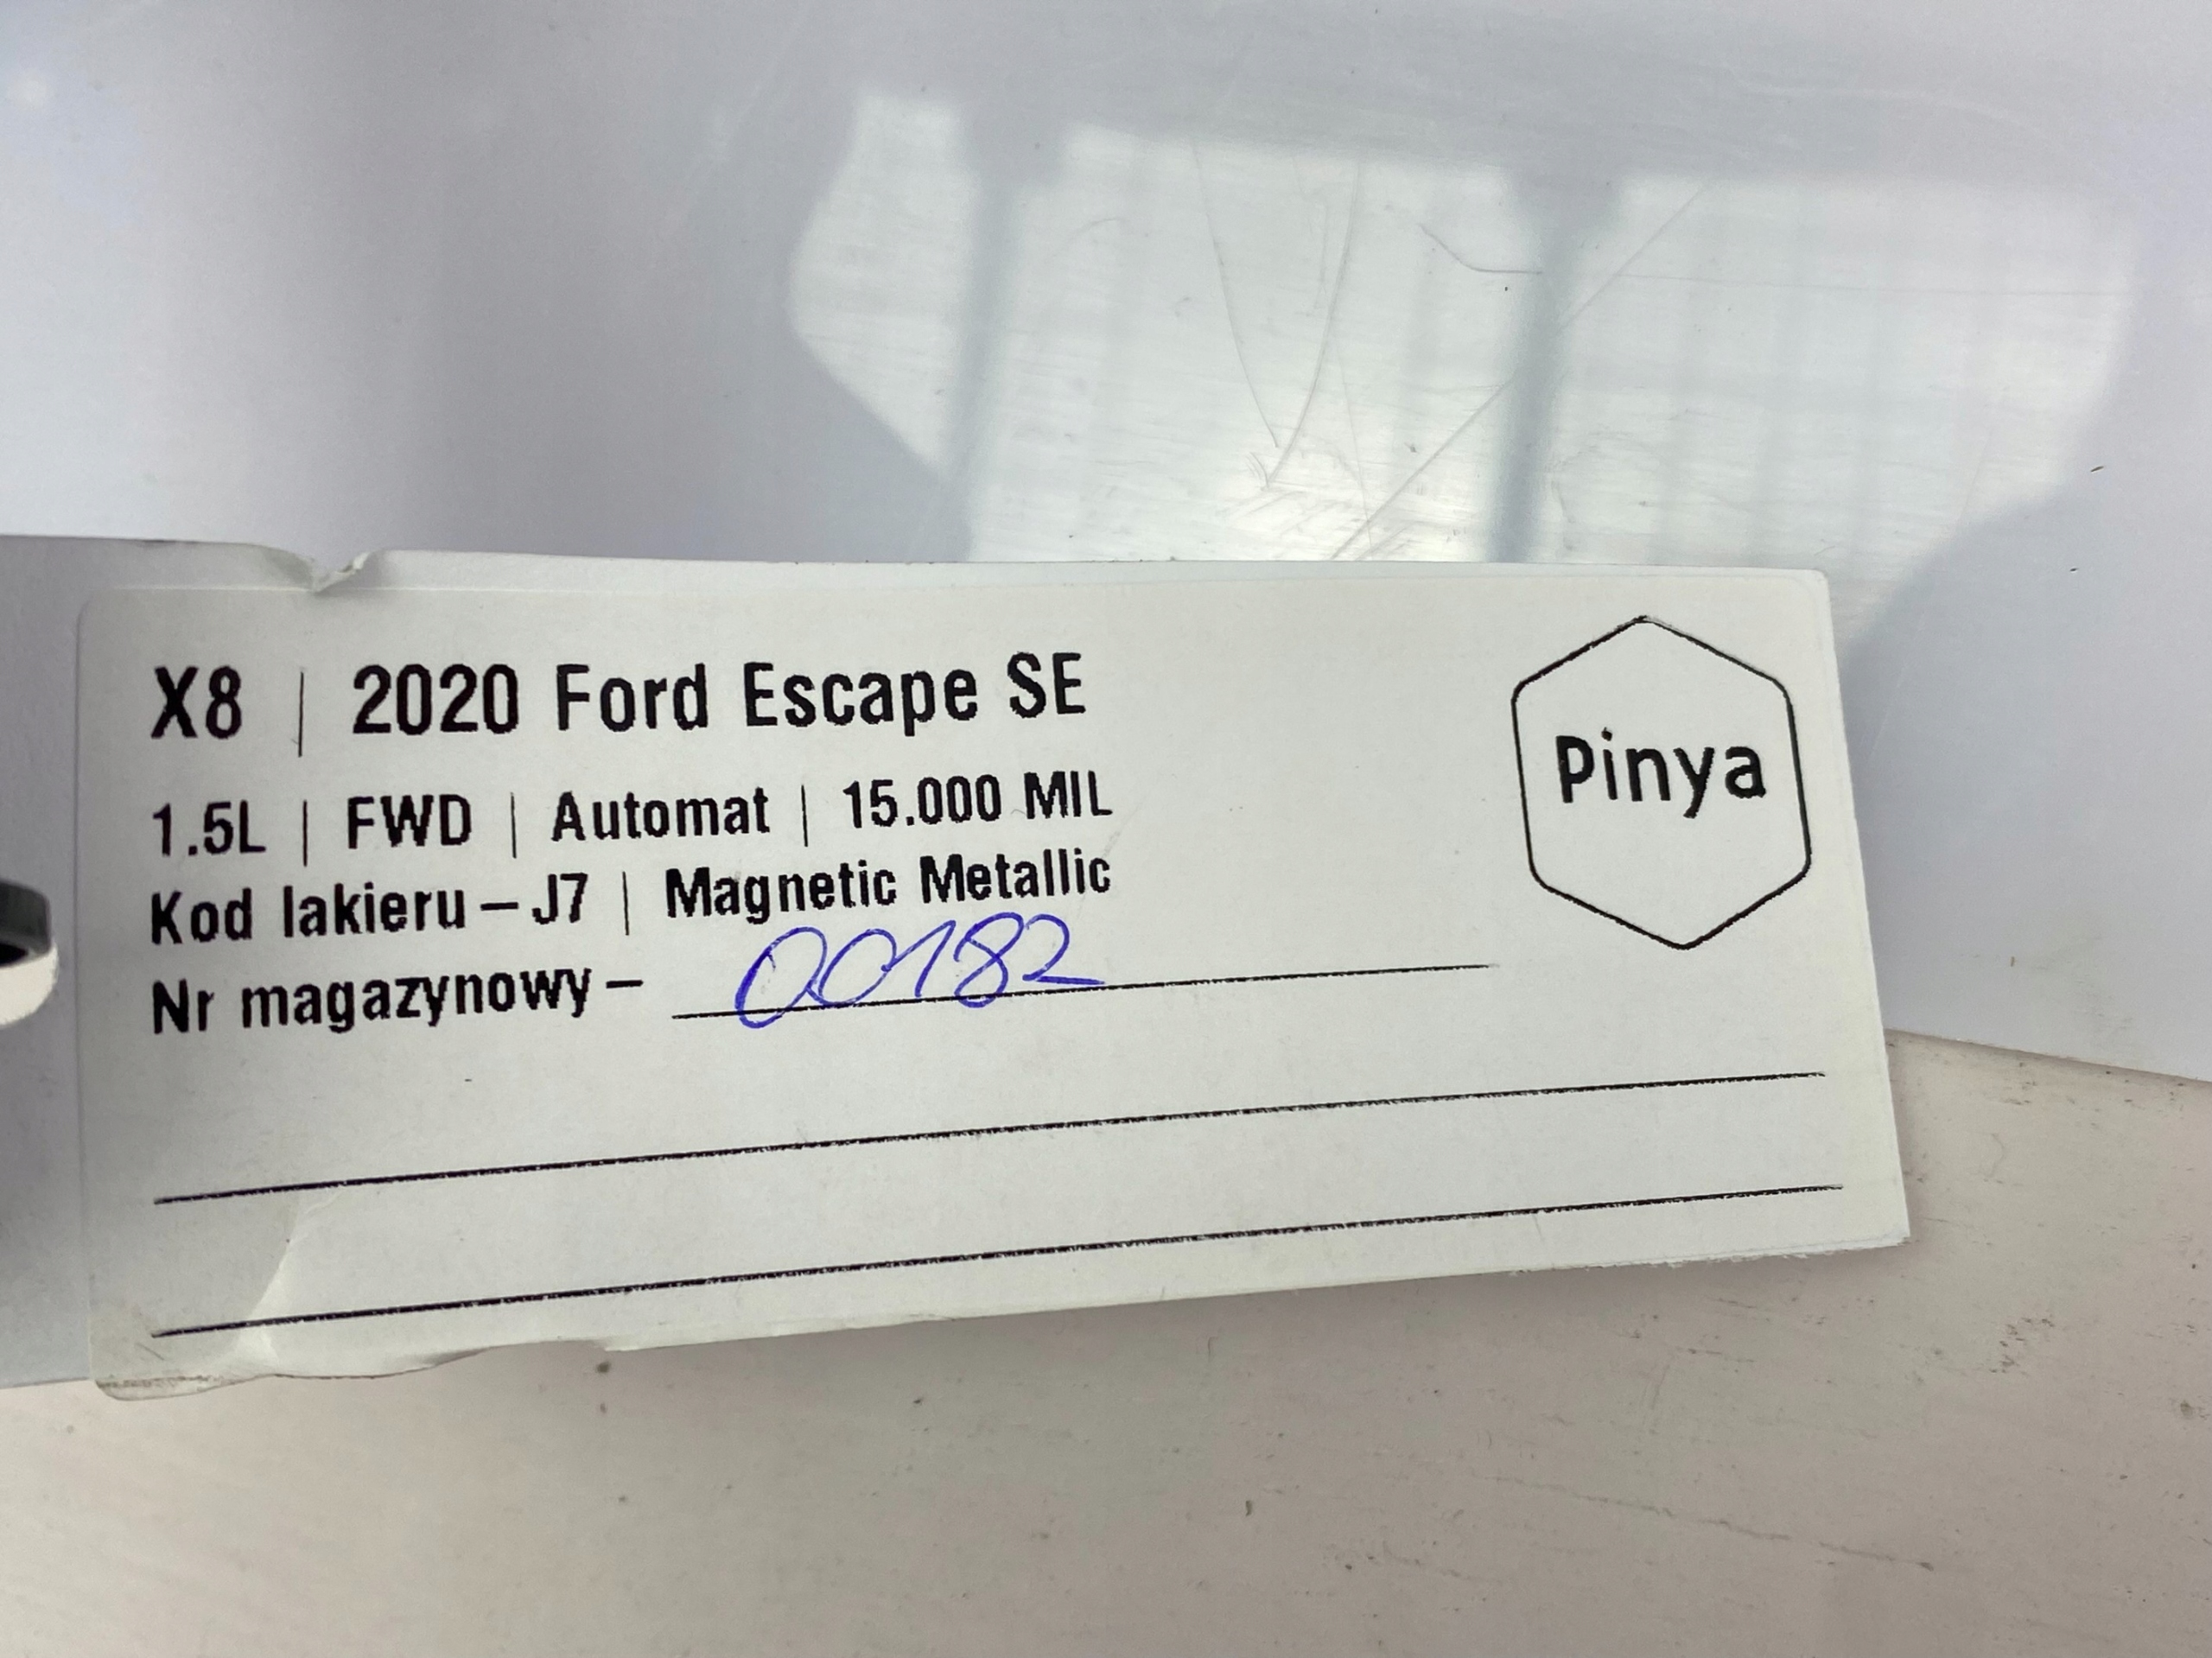 X8 | 2020 Ford Escape SE
Pinya
1.5L | FWD | Automat | 15.000 MIL
Kod lakieru – J7 | Magnetic Metallic
Nr magazynowy – 00182